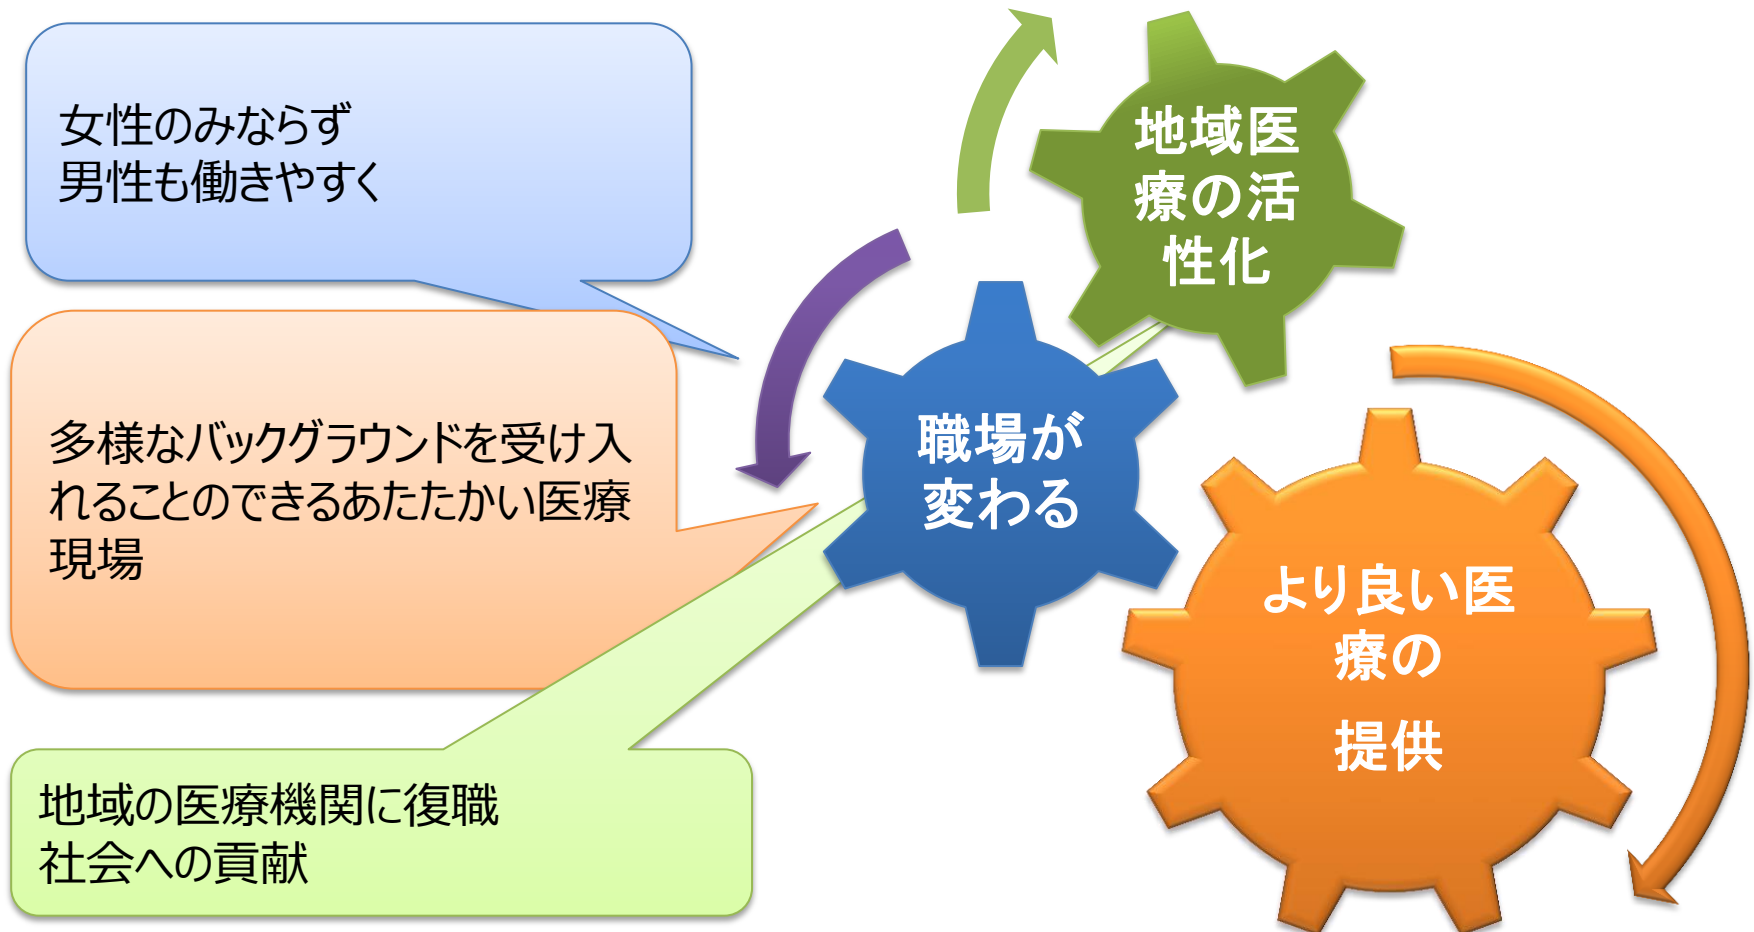 女性のみならず
男性も働きやすく
多様なバックグラウンドを受け入
れることのできるあたたかい医療
現場
地域の医療機関に復職
社会への貢献
地域医
療の活
性化
職場が
変わる
より良い医
療の
提供